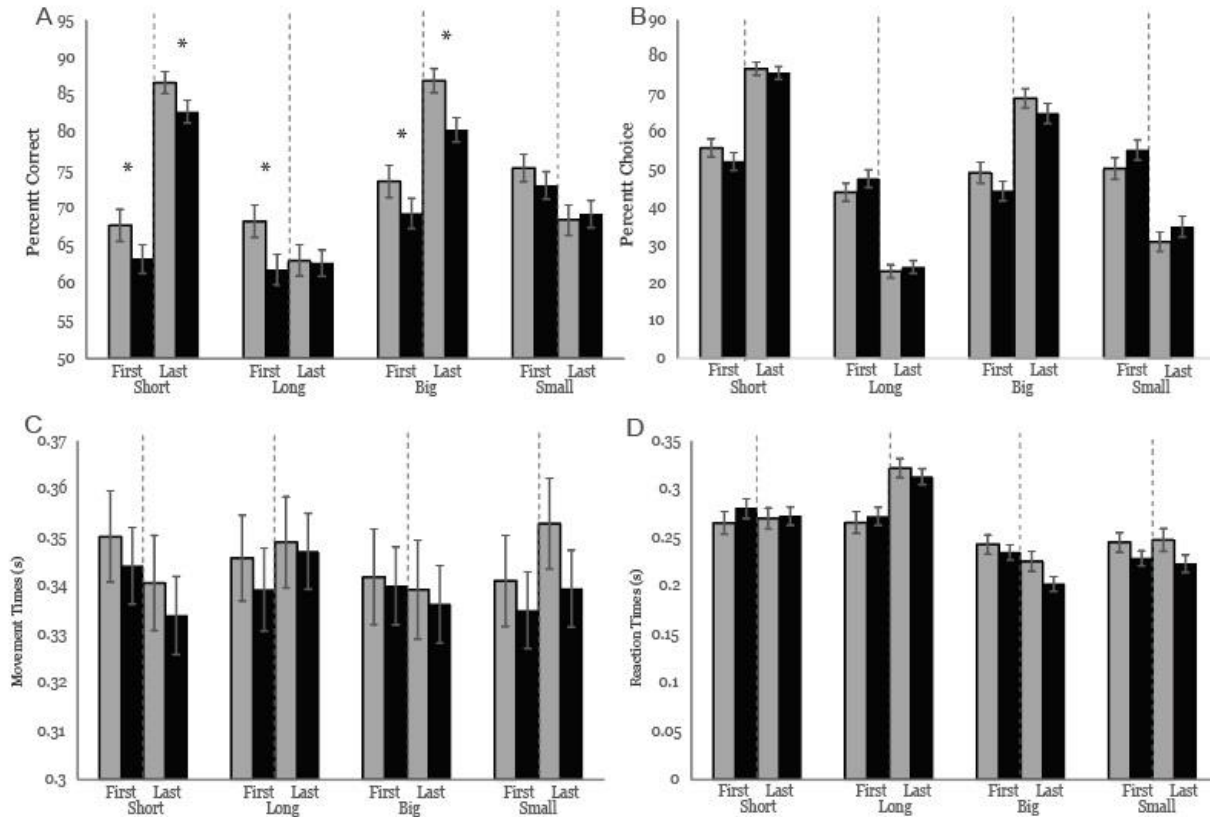 A
95
90
85
80
75
70
65
60
55
50
Percentt Correct
*
*
*
*
*
First Last First Last First Last First Last
Short Long Big Small
B
90
80
70
60
50
40
30
20
10
0
Percentt Choice
First Last First Last First Last First Last
Short Long Big Small
C
0.37
0.36
0.35
0.34
0.33
0.32
0.31
0.3
Movement Times (s)
First Last First Last First Last First Last
Short Long Big Small
D
0.35
0.3
0.25
0.2
0.15
0.1
0.05
0
Reaction Times (s)
First Last First Last First Last First Last
Short Long Big Small